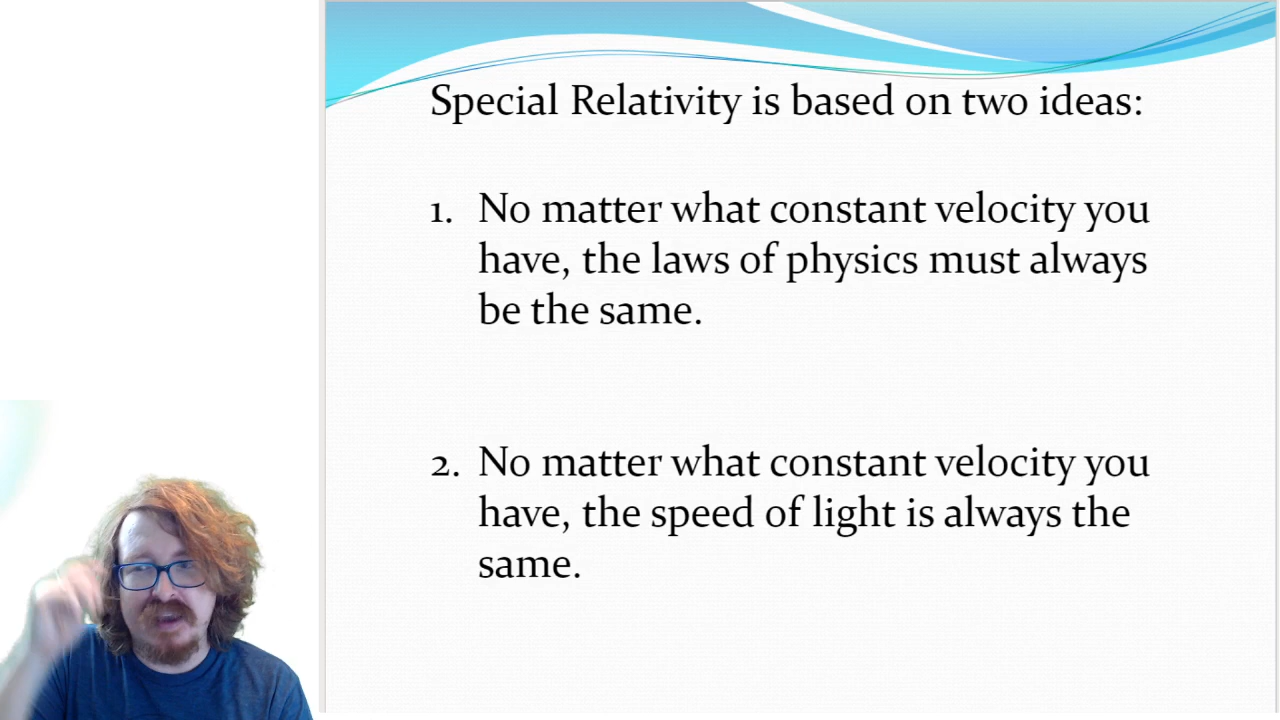 Special Relativity is based on two ideas:
1. No matter what constant velocity you
have, the laws of physics must always
be the same.
2. No matter what constant velocity you
have, the speed of light is always the
same.